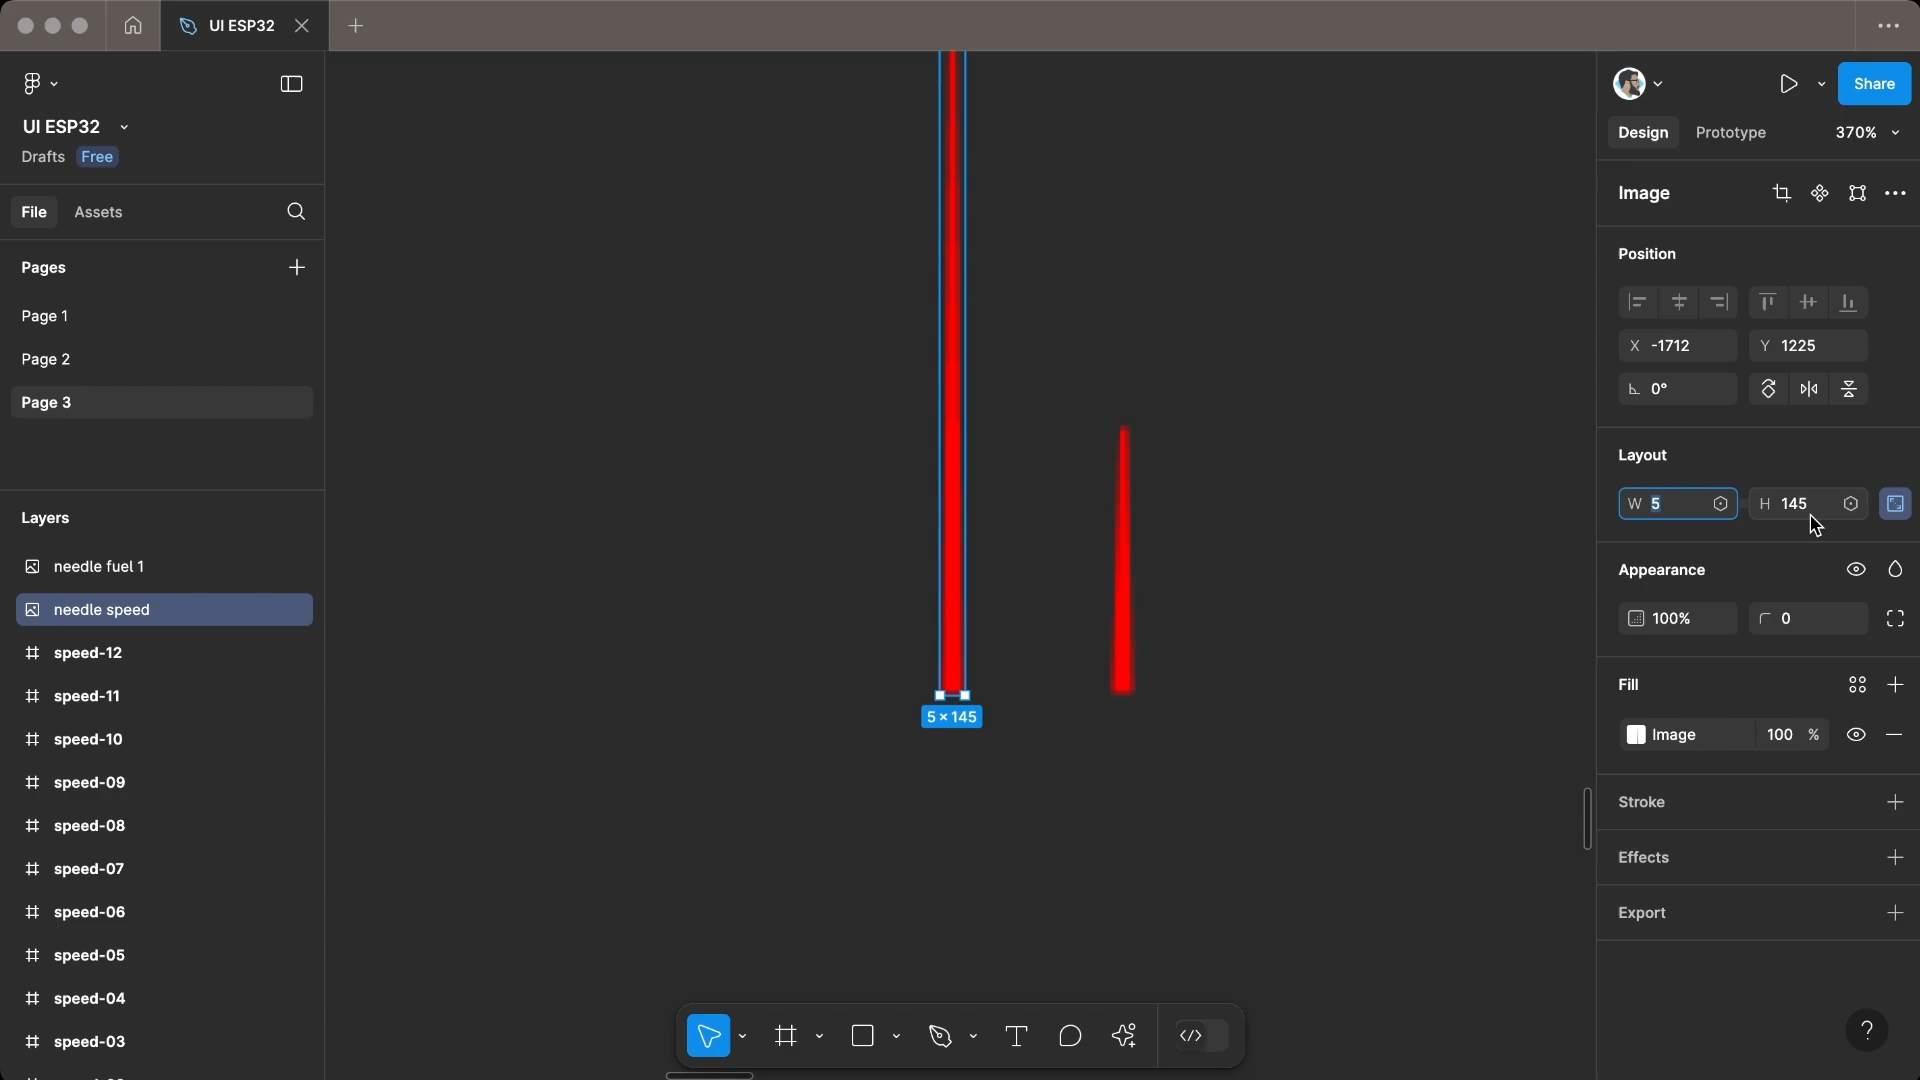 UI ESP32
UI ESP32
Drafts Free
File Assets
Pages
Page 1
Page 2
Page 3
Layers
needle fuel 1
needle speed
speed-12
speed-11
speed-10
speed-09
speed-08
speed-07
speed-06
speed-05
speed-04
speed-03
5 × 145
Share
Design Prototype 370%
Image
Position
X -1712 Y 1225
0°
Layout
W 5 H 145
Appearance
100% 0
Fill
Image 100 %
Stroke
Effects
Export
?